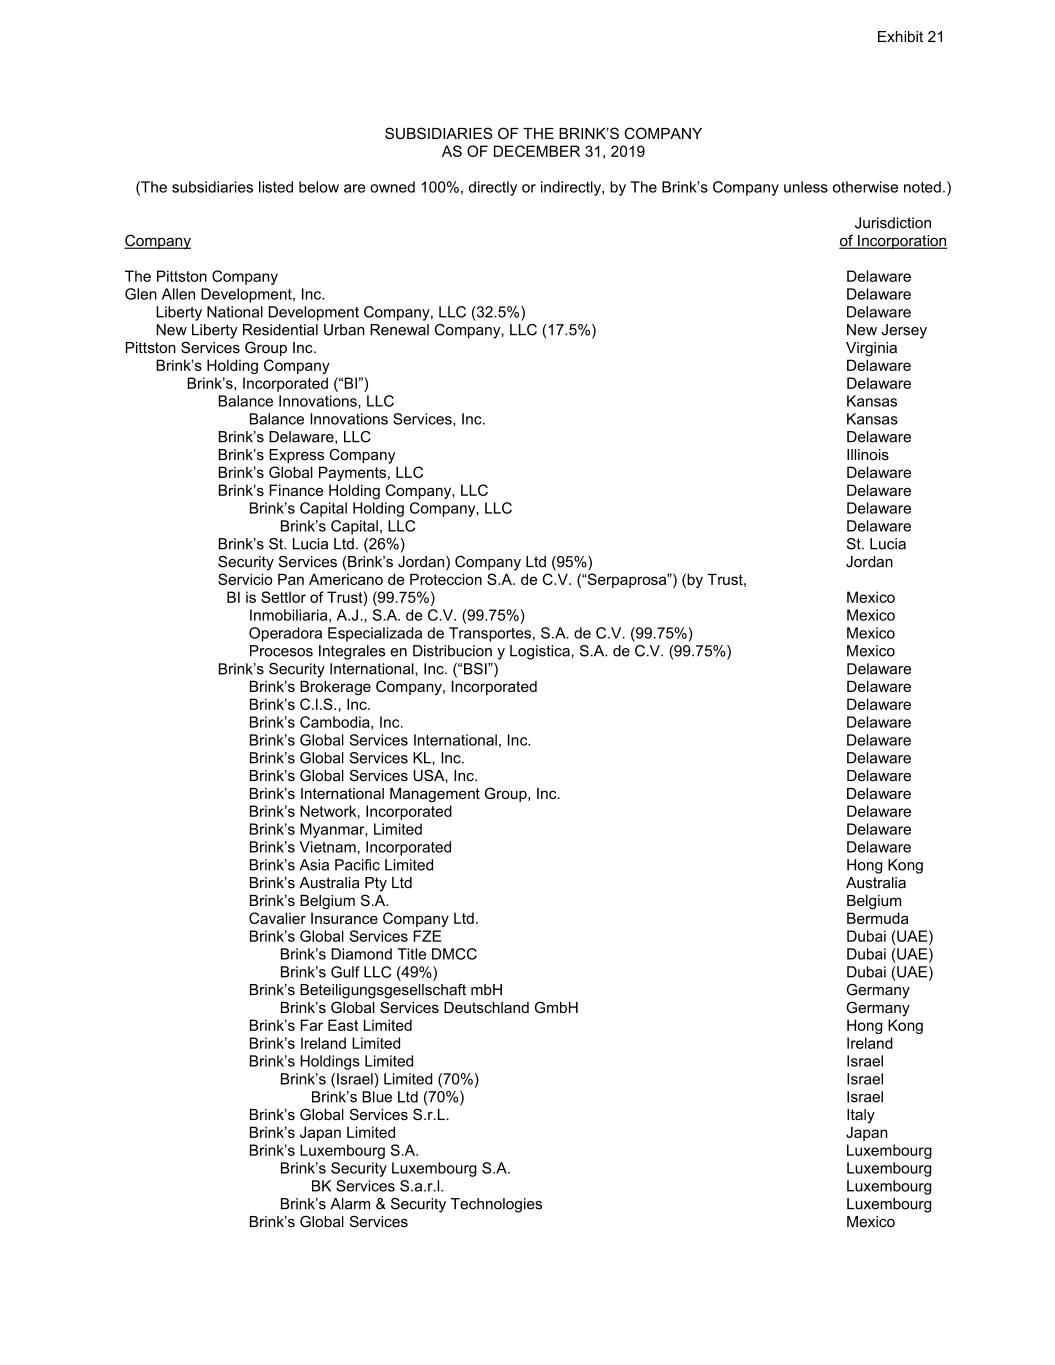 Exhibit 21
SUBSIDIARIES OF THE BRINK’S COMPANY
AS OF DECEMBER 31, 2019
(The subsidiaries listed below are owned 100%, directly or indirectly, by The Brink’s Company unless otherwise noted.)
Jurisdiction
Company of Incorporation
The Pittston Company Delaware
Glen Allen Development, Inc. Delaware
Liberty National Development Company, LLC (32.5%) Delaware
New Liberty Residential Urban Renewal Company, LLC (17.5%) New Jersey
Pittston Services Group Inc. Virginia
Brink’s Holding Company Delaware
Brink’s, Incorporated (“BI”) Delaware
Balance Innovations, LLC Kansas
Balance Innovations Services, Inc. Kansas
Brink’s Delaware, LLC Delaware
Brink’s Express Company Illinois
Brink’s Global Payments, LLC Delaware
Brink’s Finance Holding Company, LLC Delaware
Brink’s Capital Holding Company, LLC Delaware
Brink’s Capital, LLC Delaware
Brink’s St. Lucia Ltd. (26%) St. Lucia
Security Services (Brink’s Jordan) Company Ltd (95%) Jordan
Servicio Pan Americano de Proteccion S.A. de C.V. (“Serpaprosa”) (by Trust,
BI is Settlor of Trust) (99.75%) Mexico
Inmobiliaria, A.J., S.A. de C.V. (99.75%) Mexico
Operadora Especializada de Transportes, S.A. de C.V. (99.75%) Mexico
Procesos Integrales en Distribucion y Logistica, S.A. de C.V. (99.75%) Mexico
Brink’s Security International, Inc. (“BSI”) Delaware
Brink’s Brokerage Company, Incorporated Delaware
Brink’s C.I.S., Inc. Delaware
Brink’s Cambodia, Inc. Delaware
Brink’s Global Services International, Inc. Delaware
Brink’s Global Services KL, Inc. Delaware
Brink’s Global Services USA, Inc. Delaware
Brink’s International Management Group, Inc. Delaware
Brink’s Network, Incorporated Delaware
Brink’s Myanmar, Limited Delaware
Brink’s Vietnam, Incorporated Delaware
Brink’s Asia Pacific Limited Hong Kong
Brink’s Australia Pty Ltd Australia
Brink’s Belgium S.A. Belgium
Cavalier Insurance Company Ltd. Bermuda
Brink’s Global Services FZE Dubai (UAE)
Brink’s Diamond Title DMCC Dubai (UAE)
Brink’s Gulf LLC (49%) Dubai (UAE)
Brink’s Beteiligungsgesellschaft mbH Germany
Brink’s Global Services Deutschland GmbH Germany
Brink’s Far East Limited Hong Kong
Brink’s Ireland Limited Ireland
Brink’s Holdings Limited Israel
Brink’s (Israel) Limited (70%) Israel
Brink’s Blue Ltd (70%) Israel
Brink’s Global Services S.r.L. Italy
Brink’s Japan Limited Japan
Brink’s Luxembourg S.A. Luxembourg
Brink’s Security Luxembourg S.A. Luxembourg
BK Services S.a.r.l. Luxembourg
Brink’s Alarm & Security Technologies Luxembourg
Brink’s Global Services Mexico